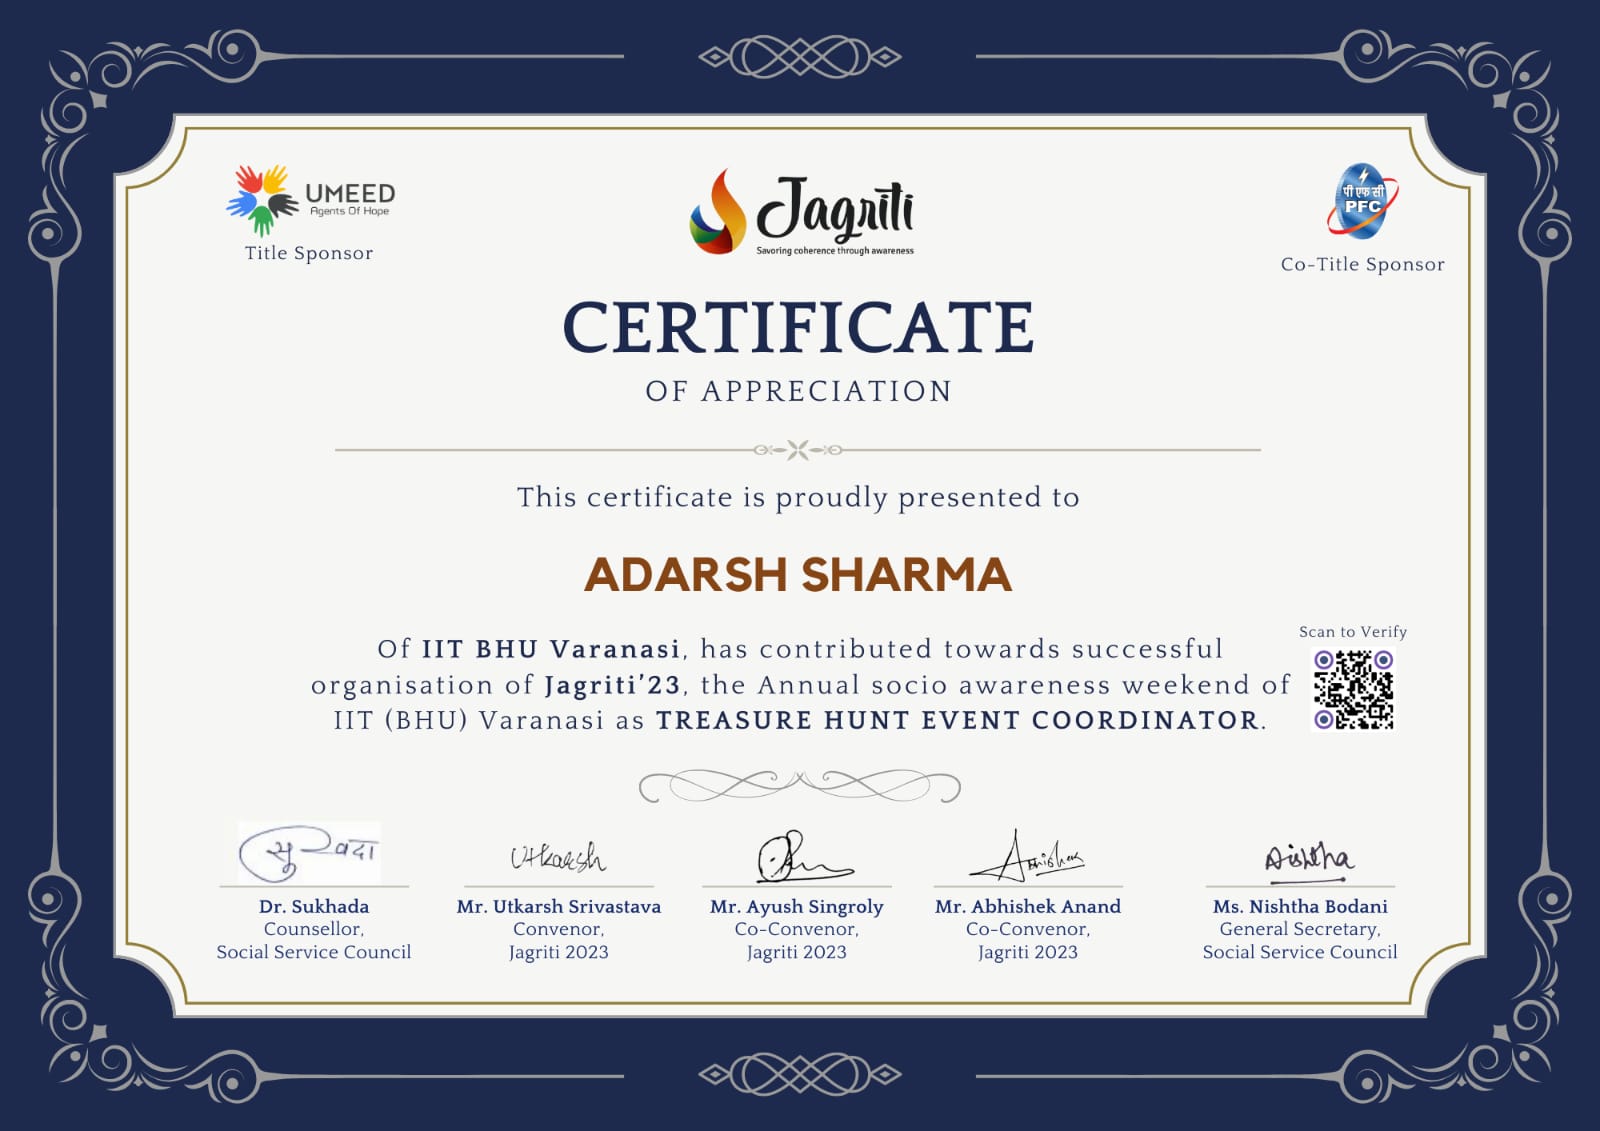 UMEED
Agents Of Hope
Title Sponsor
Jagriti
Savoring coherence through awareness
पी एफ सी
PFC
Co-Title Sponsor
CERTIFICATE
OF APPRECIATION
This certificate is proudly presented to
ADARSH SHARMA
Of IIT BHU Varanasi, has contributed towards successful
organisation of Jagriti’23, the Annual socio awareness weekend of
IIT (BHU) Varanasi as TREASURE HUNT EVENT COORDINATOR.
Scan to Verify
सुखदा
Utkarsh
Abhishek
Nishtha
Dr. Sukhada
Counsellor,
Social Service Council
Mr. Utkarsh Srivastava
Convenor,
Jagriti 2023
Mr. Ayush Singroly
Co-Convenor,
Jagriti 2023
Mr. Abhishek Anand
Co-Convenor,
Jagriti 2023
Ms. Nishtha Bodani
General Secretary,
Social Service Council